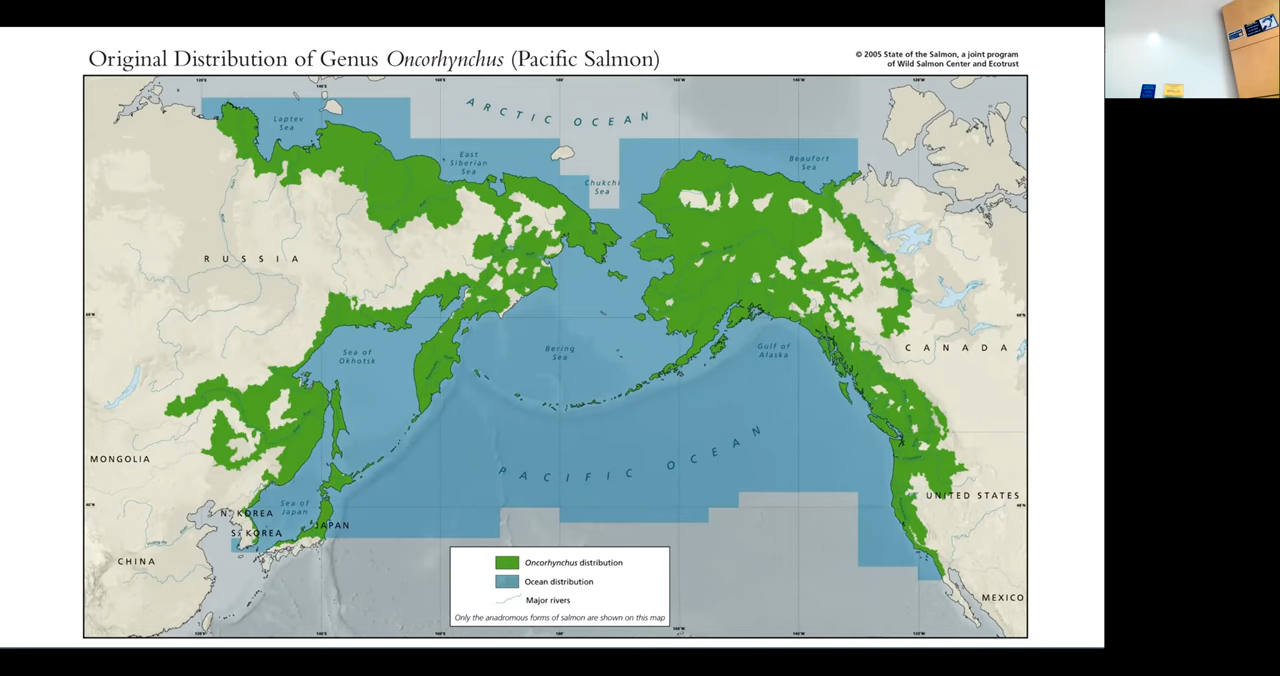 Original Distribution of Genus Oncorhynchus (Pacific Salmon)
© 2005 State of the Salmon, a joint program
of Wild Salmon Center and Ecotrust
ARCTIC OCEAN
Laptev
Sea
East
Siberian
Sea
Chukchi
Sea
Beaufort
Sea
RUSSIA
Sea of
Okhotsk
Bering
Sea
Gulf of
Alaska
CANADA
PACIFIC OCEAN
MONGOLIA
UNITED STATES
N. KOREA
Sea of
Japan
JAPAN
S. KOREA
CHINA
MEXICO
Oncorhynchus distribution
Ocean distribution
Major rivers
Only the anadromous forms of salmon are shown on this map